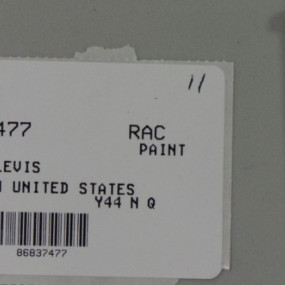 11
477 RAC
PAINT
LEVIS
UNITED STATES
Y44 N Q
86837477